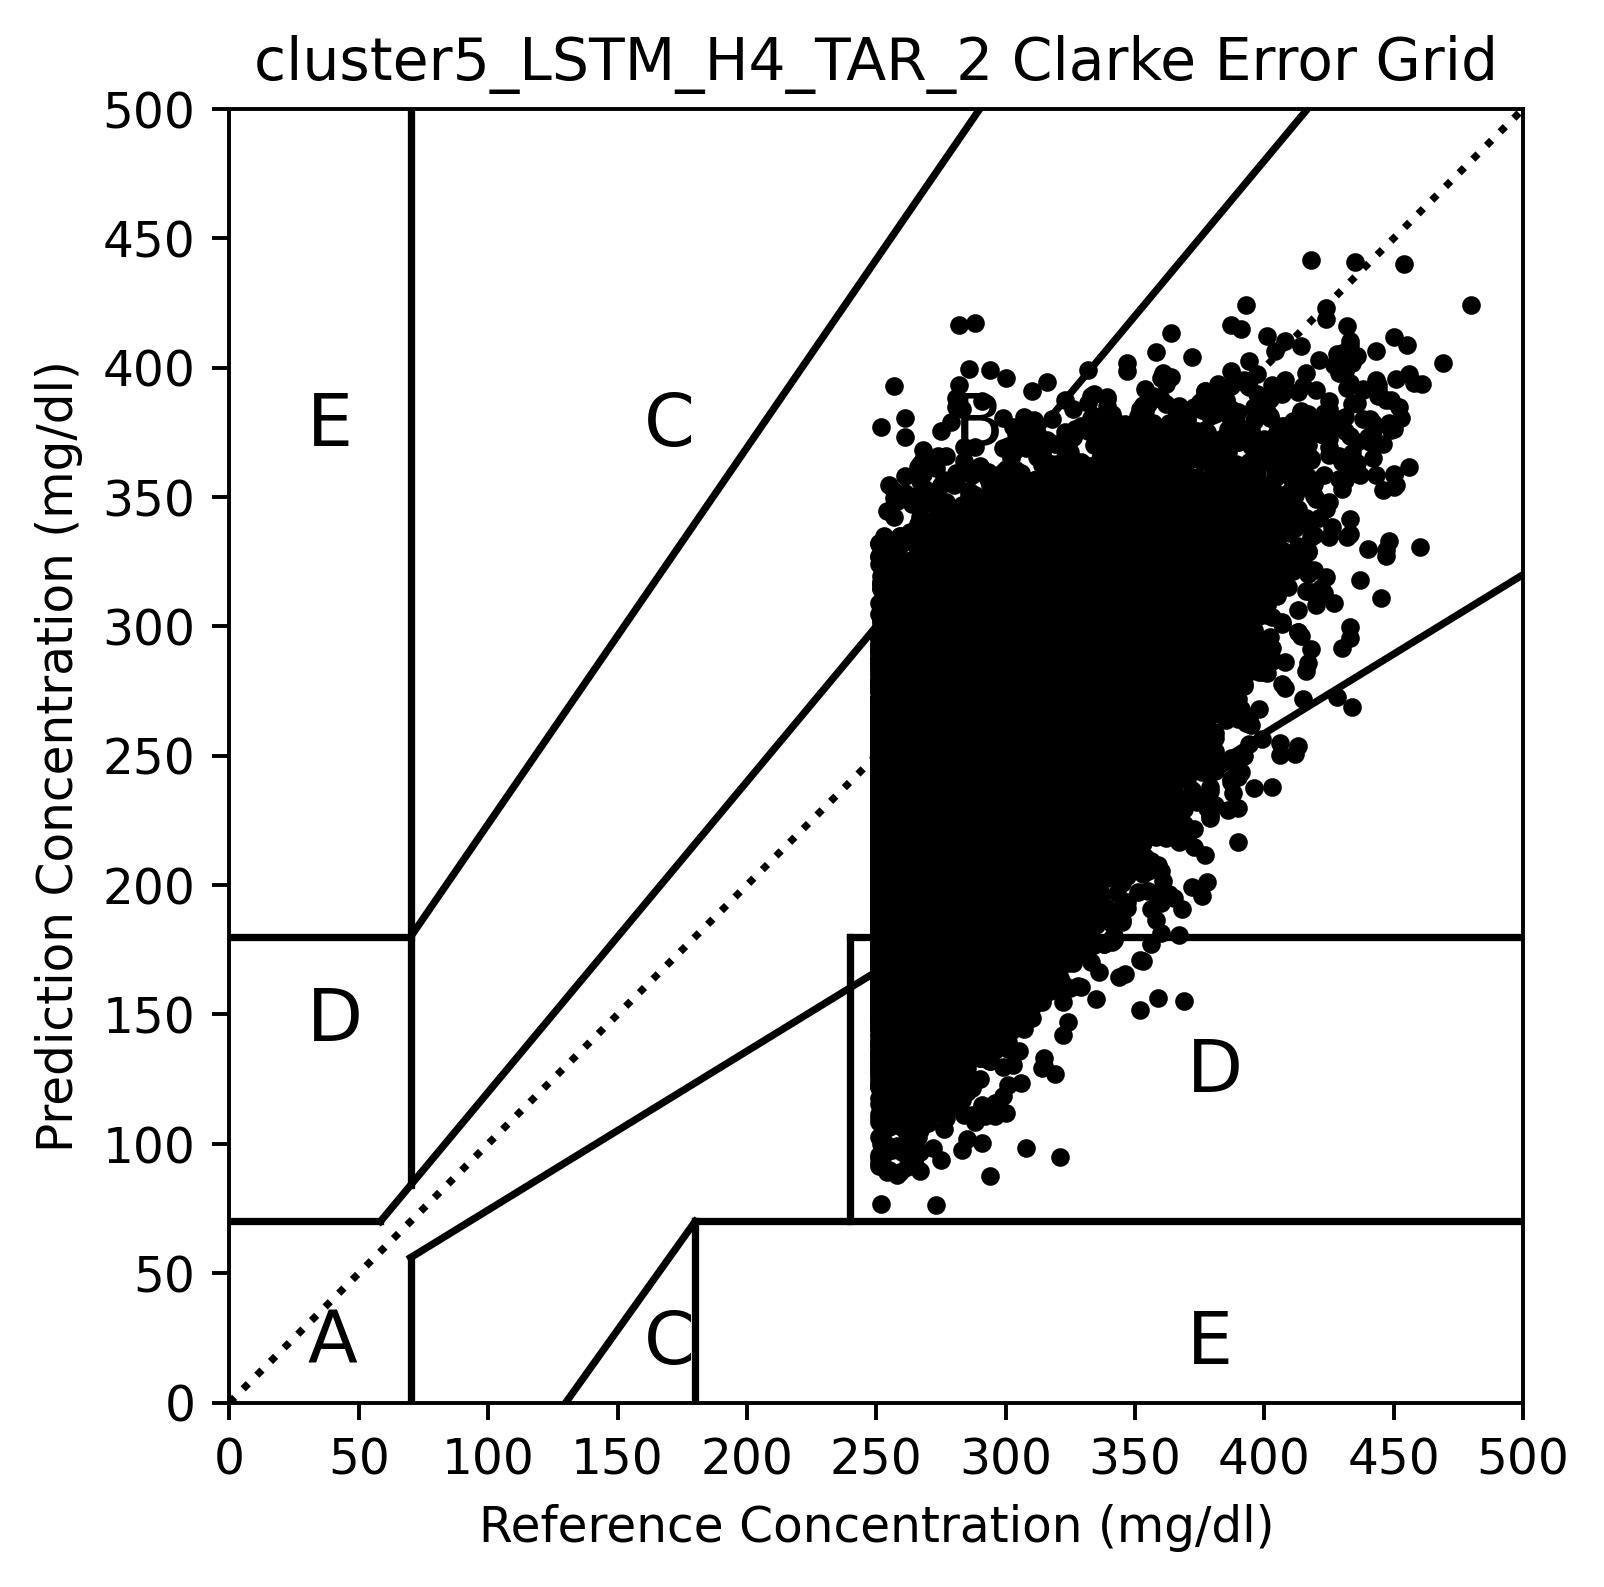 cluster5_LSTM_H4_TAR_2 Clarke Error Grid
500
450
400
350
300
250
200
150
100
50
0
Prediction Concentration (mg/dl)
E
C
B
D
D
A
C
E
0 50 100 150 200 250 300 350 400 450 500
Reference Concentration (mg/dl)